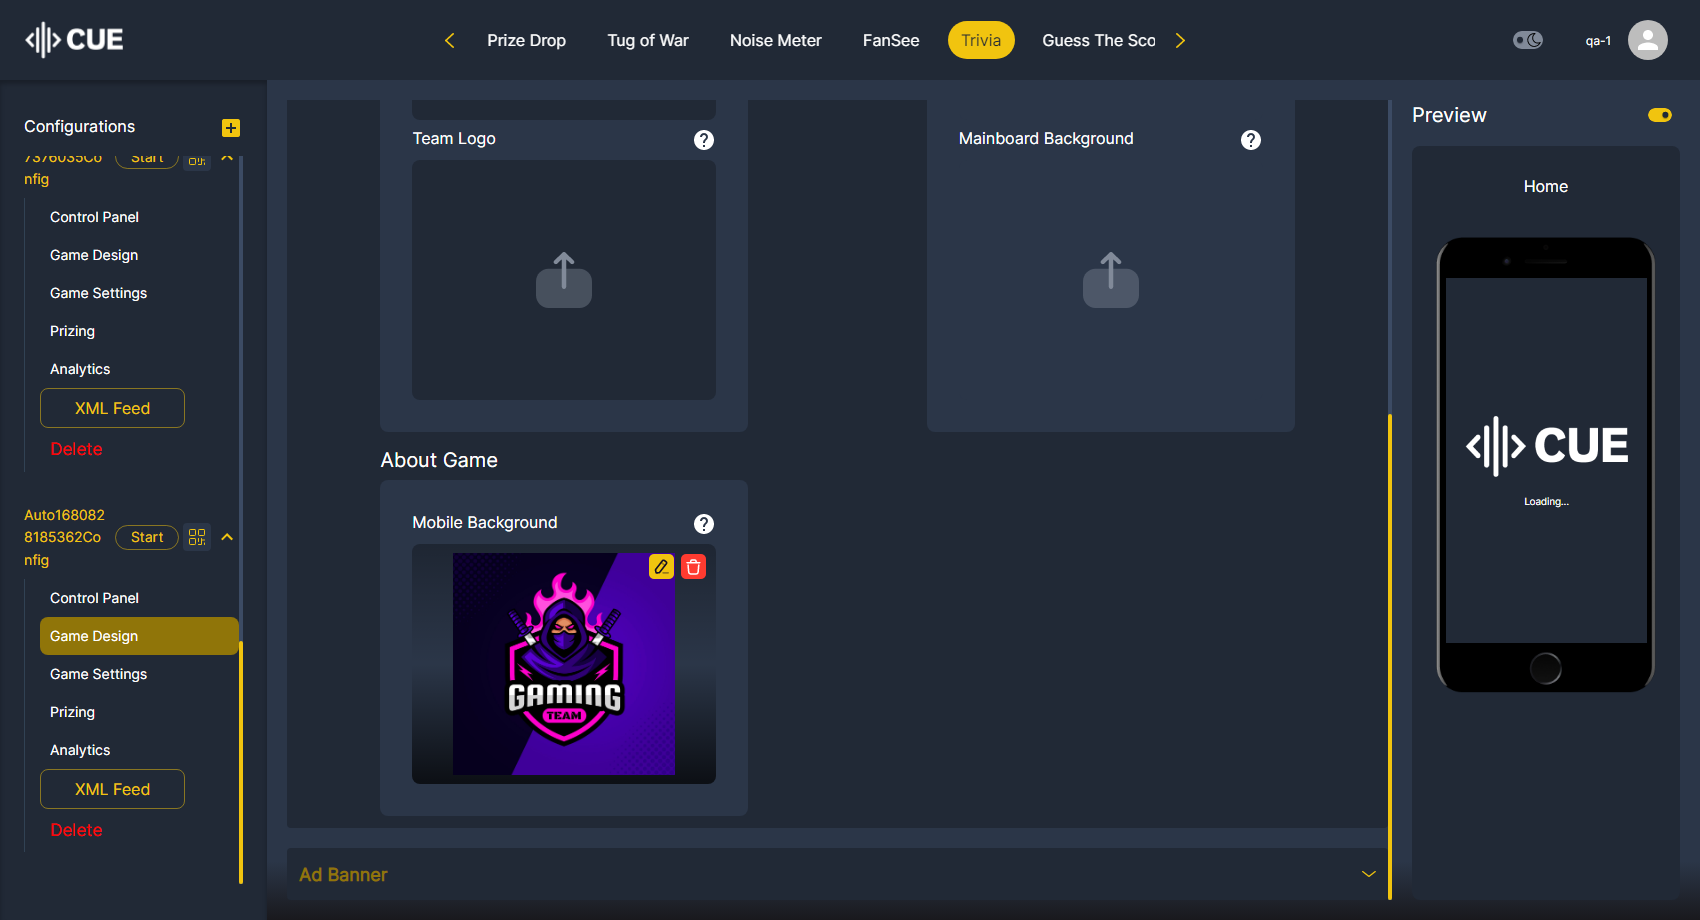 CUE
Prize Drop
Tug of War
Noise Meter
FanSee
Trivia
Guess The Sco
qa-1
Configurations
7376035Co
nfig
Start
Control Panel
Game Design
Game Settings
Prizing
Analytics
XML Feed
Delete
Auto168082
8185362Co
nfig
Start
Control Panel
Game Design
Game Settings
Prizing
Analytics
XML Feed
Delete
Team Logo
?
Mainboard Background
?
About Game
Mobile Background
?
GAMING
TEAM
Ad Banner
Preview
Home
CUE
Loading...